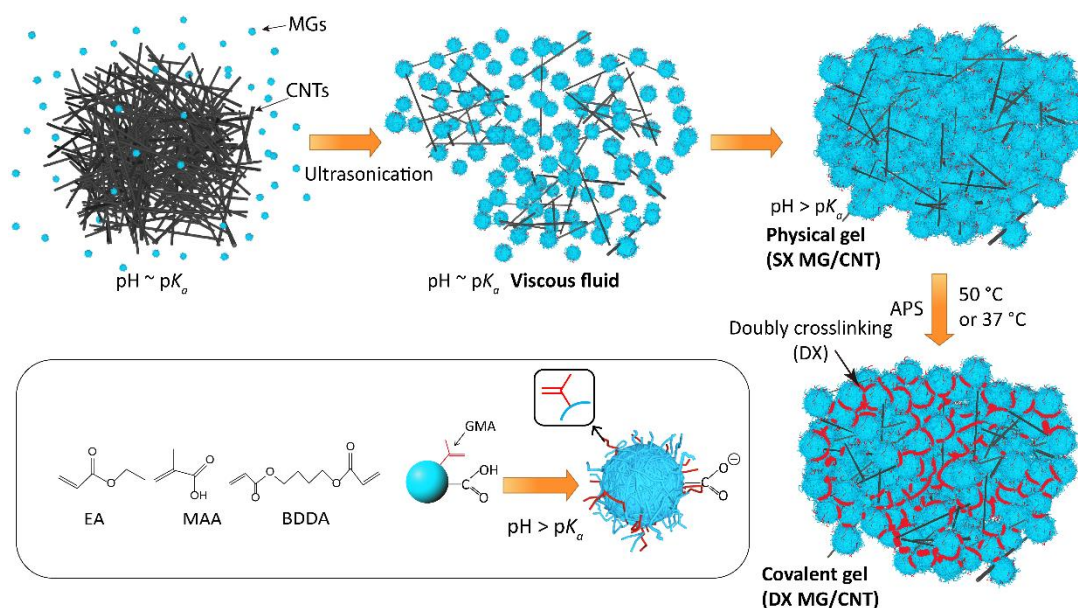 MGs
CNTs
pH ~ pKa
Ultrasonication
pH ~ pKa Viscous fluid
pH > pKa
Physical gel
(SX MG/CNT)
APS
50 °C
or 37 °C
Doubly crosslinking
(DX)
Covalent gel
(DX MG/CNT)
O
O
EA
O
OH
MAA
O
O
O
O
BDDA
GMA
OH
C
O
pH > pKa
C
O
⊖
O